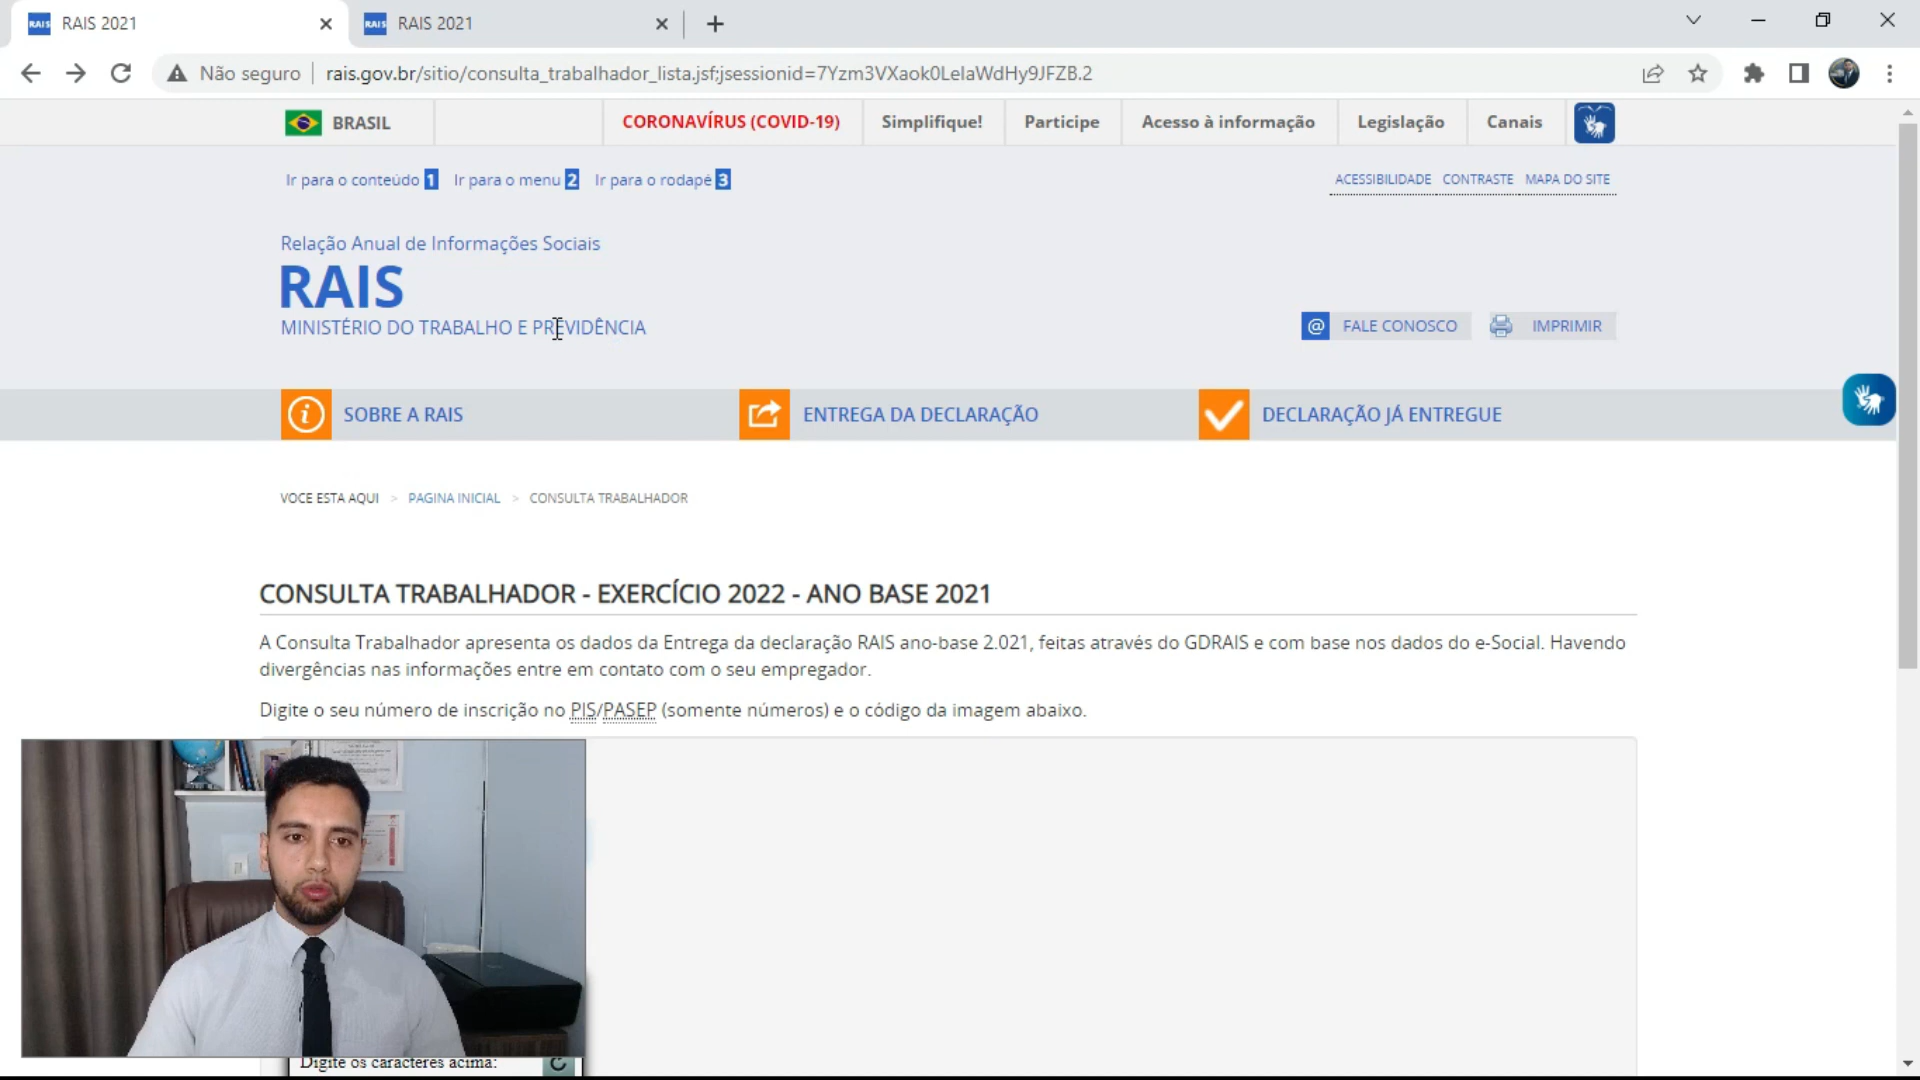 RAIS RAIS 2021
RAIS RAIS 2021
Não seguro rais.gov.br/sitio/consulta_trabalhador_lista.jsf;jsessionid=7Yzm3VXaok0LeIaWdHy9JFZB.2
BRASIL CORONAVÍRUS (COVID-19) Simplifique! Participe Acesso à informação Legislação Canais
Ir para o conteúdo 1 Ir para o menu 2 Ir para o rodapé 3 ACESSIBILIDADE CONTRASTE MAPA DO SITE
Relação Anual de Informações Sociais
RAIS
MINISTÉRIO DO TRABALHO E PREVIDÊNCIA
@ FALE CONOSCO IMPRIMIR
SOBRE A RAIS ENTREGA DA DECLARAÇÃO DECLARAÇÃO JÁ ENTREGUE
VOCE ESTA AQUI > PAGINA INICIAL > CONSULTA TRABALHADOR
CONSULTA TRABALHADOR - EXERCÍCIO 2022 - ANO BASE 2021
A Consulta Trabalhador apresenta os dados da Entrega da declaração RAIS ano-base 2.021, feitas através do GDRAIS e com base nos dados do e-Social. Havendo
divergências nas informações entre em contato com o seu empregador.
Digite o seu número de inscrição no PIS/PASEP (somente números) e o código da imagem abaixo.
Digite os caracteres acima: